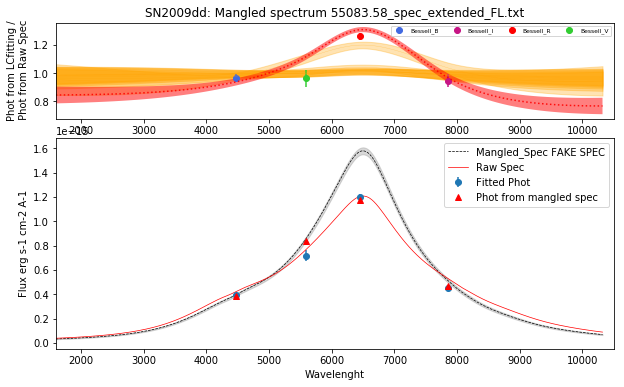 SN2009dd: Mangled spectrum 55083.58_spec_extended_FL.txt
Phot from LCfitting /
Phot from Raw Spec
1.2
1.0
0.8
Bessell_B
Bessell_I
Bessell_R
Bessell_V
2000 3000 4000 5000 6000 7000 8000 9000 10000
Flux erg s-1 cm-2 A-1
1.6
1.4
1.2
1.0
0.8
0.6
0.4
0.2
0.0
Mangled_Spec FAKE SPEC
Raw Spec
Fitted Phot
Phot from mangled spec
2000 3000 4000 5000 6000 7000 8000 9000 10000
Wavelenght